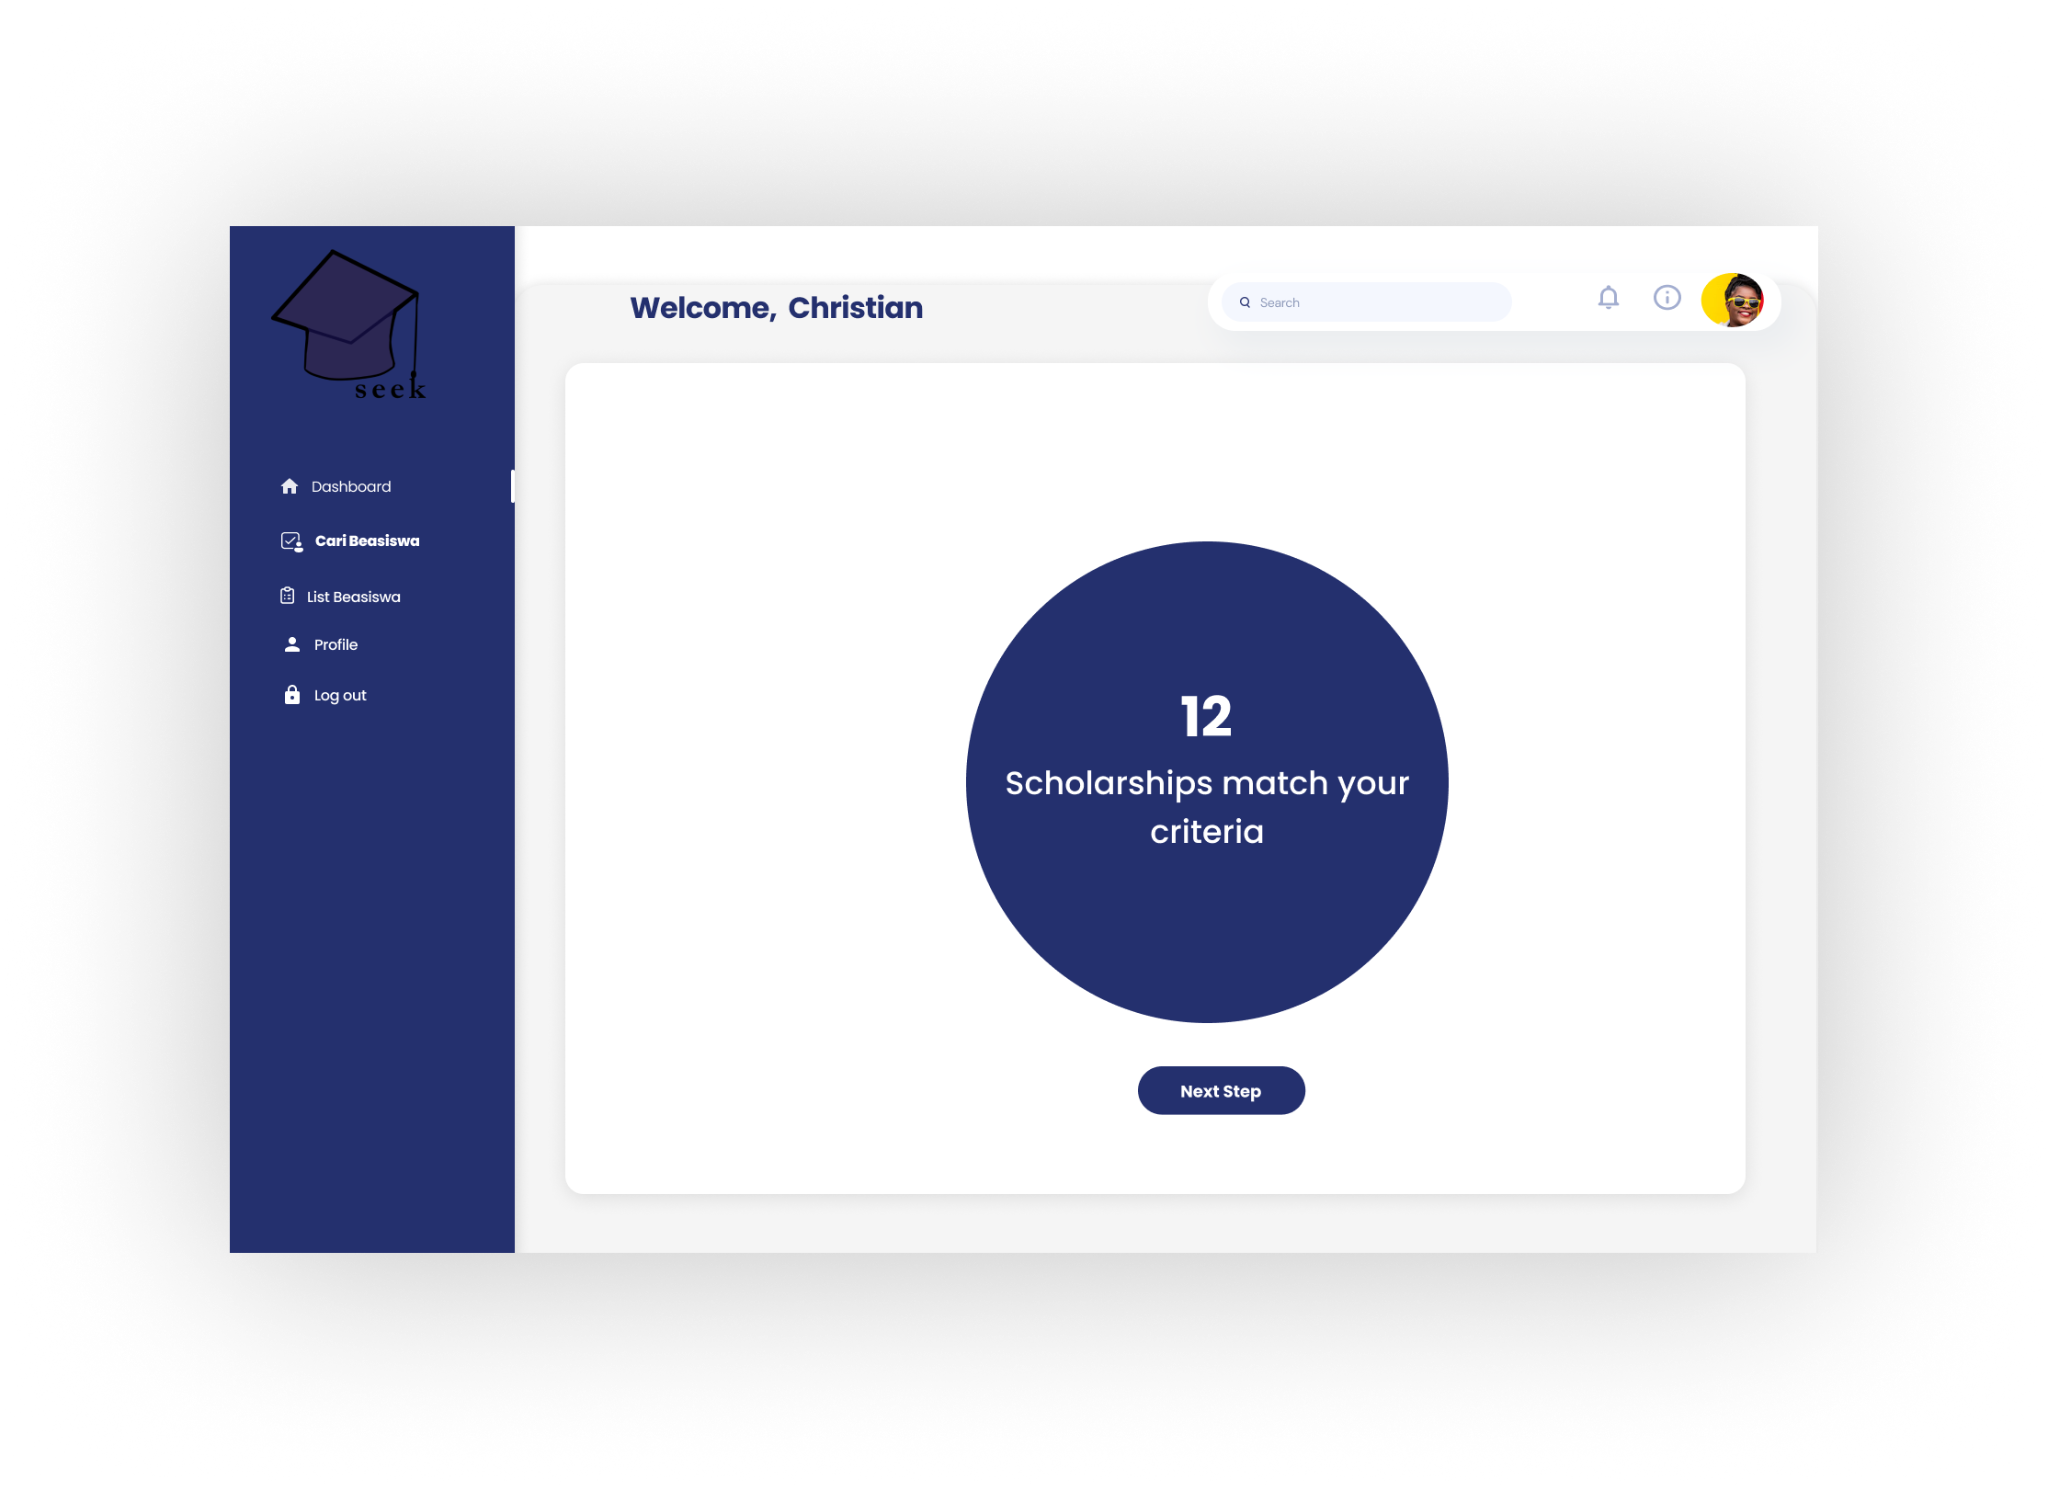 seek
Dashboard
Cari Beasiswa
List Beasiswa
Profile
Log out
Welcome, Christian
Search
12
Scholarships match your
criteria
Next Step